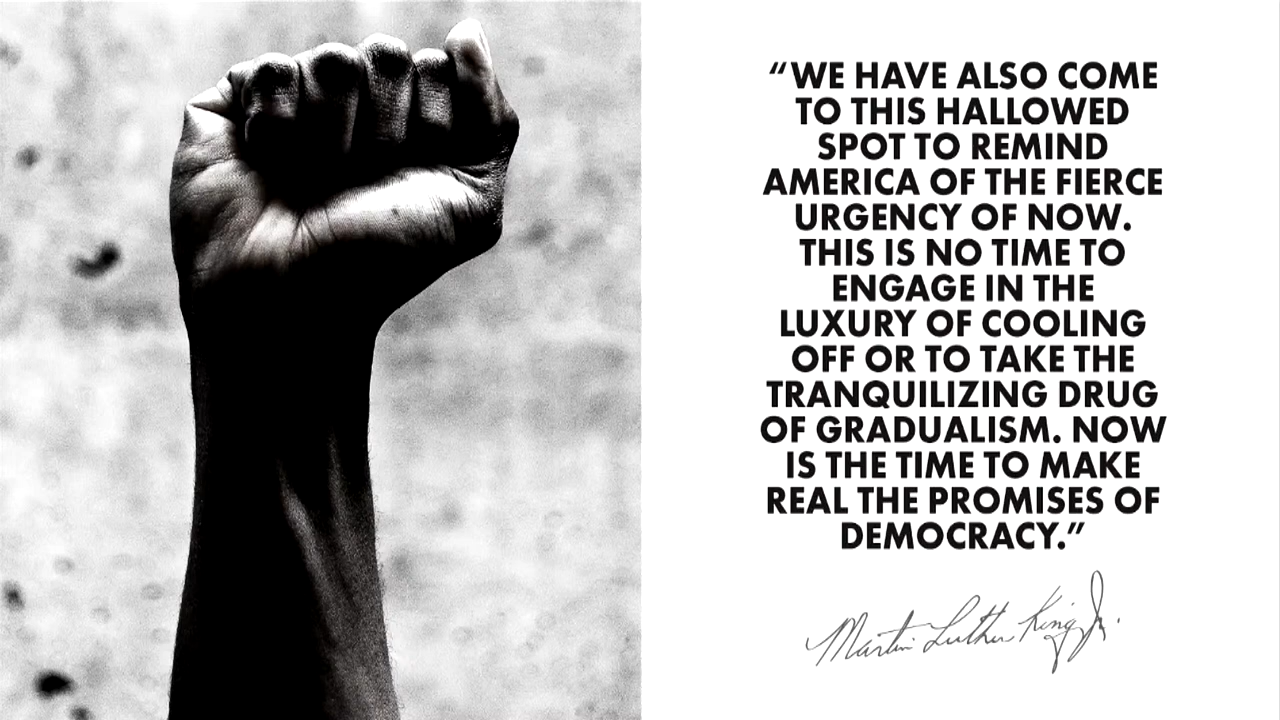 “WE HAVE ALSO COME
TO THIS HALLOWED
SPOT TO REMIND
AMERICA OF THE FIERCE
URGENCY OF NOW.
THIS IS NO TIME TO
ENGAGE IN THE
LUXURY OF COOLING
OFF OR TO TAKE THE
TRANQUILIZING DRUG
OF GRADUALISM. NOW
IS THE TIME TO MAKE
REAL THE PROMISES OF
DEMOCRACY.”
Martin Luther King Jr.